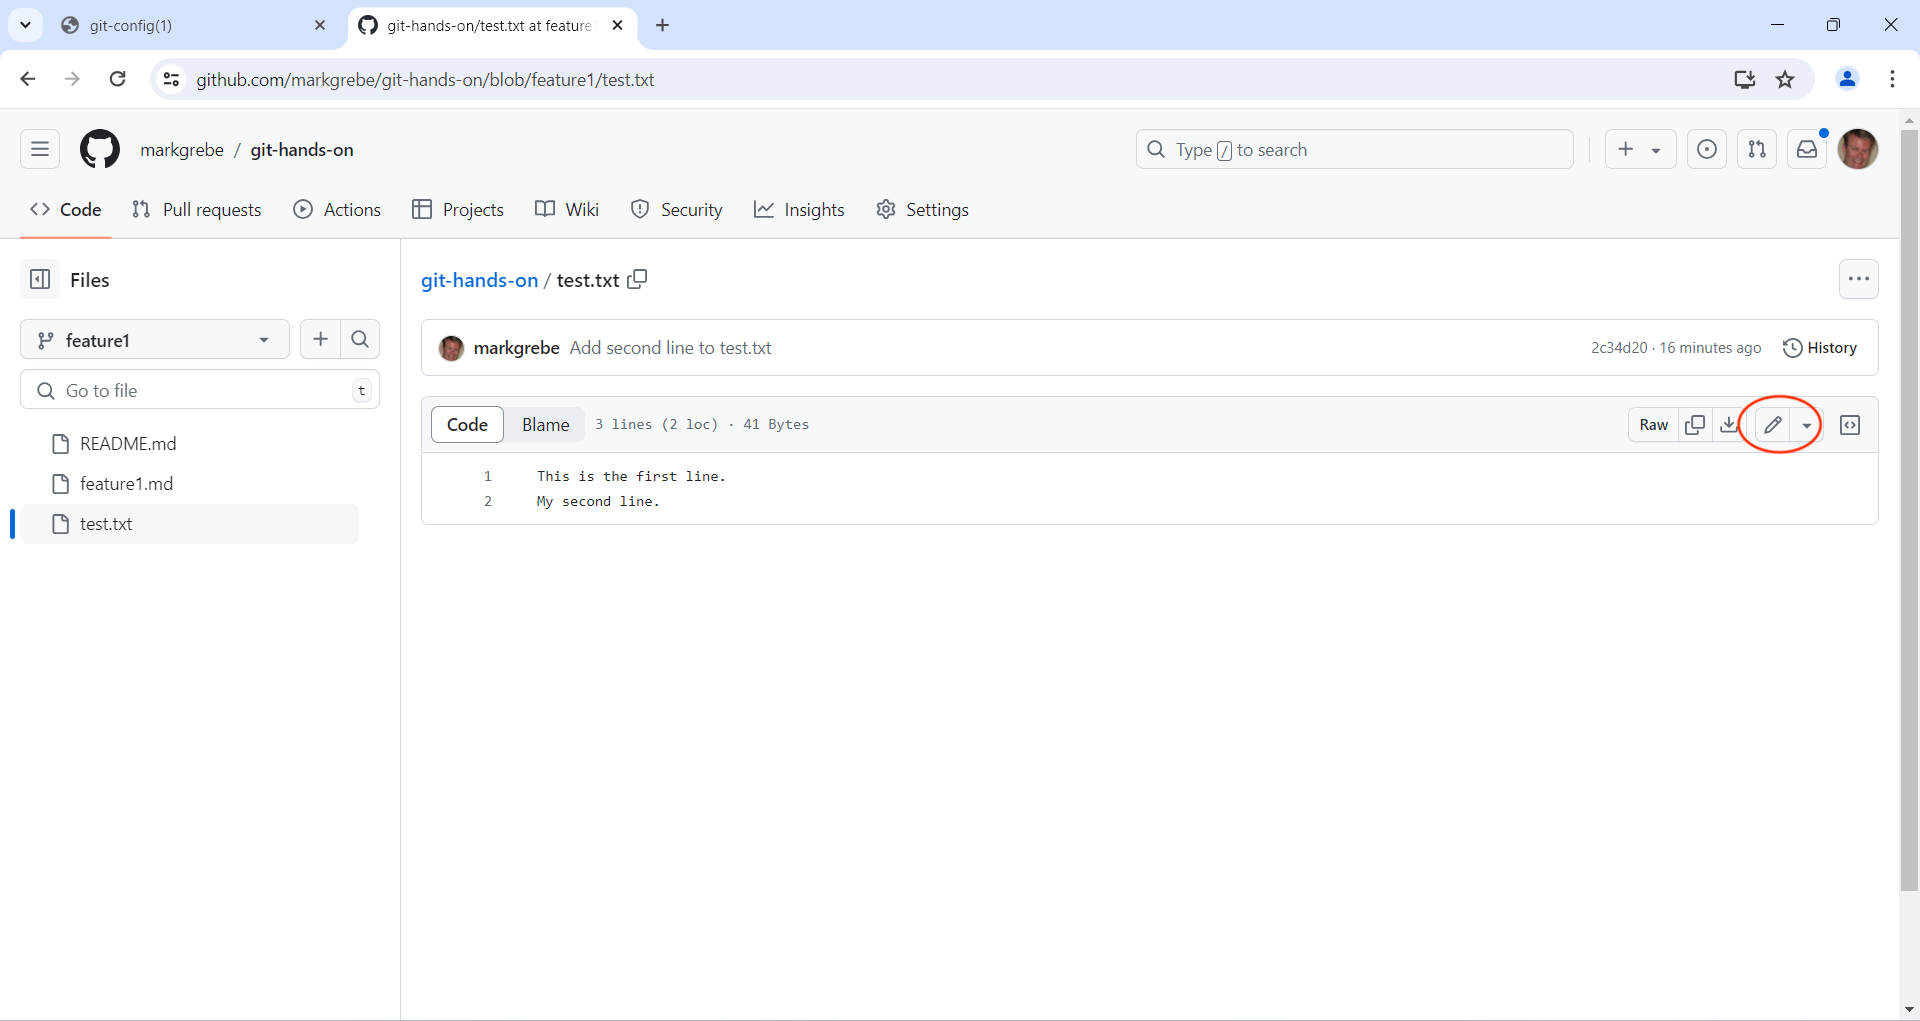 git-config(1)
git-hands-on/test.txt at feature
github.com/markgrebe/git-hands-on/blob/feature1/test.txt
markgrebe / git-hands-on
Type / to search
Code
Pull requests
Actions
Projects
Wiki
Security
Insights
Settings
Files
git-hands-on / test.txt
feature1
markgrebe Add second line to test.txt
2c34d20 · 16 minutes ago
History
Go to file
t
Code
Blame
3 lines (2 loc) · 41 Bytes
Raw
README.md
feature1.md
test.txt
1 This is the first line.
2 My second line.